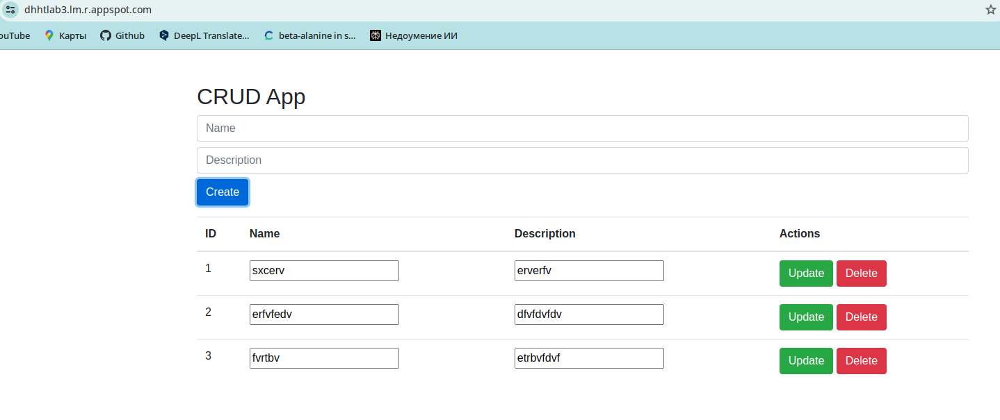 dhhtlab3.lm.r.appspot.com
ouTube Карты Github DeepL Translate... beta-alanine in s... Недоумение ИИ
CRUD App
Name
Description
Create
ID Name Description Actions
1 sxcerv erverfv Update Delete
2 erfvfedv dfvfdvfdv Update Delete
3 fvrtbv etrbvfdvf Update Delete